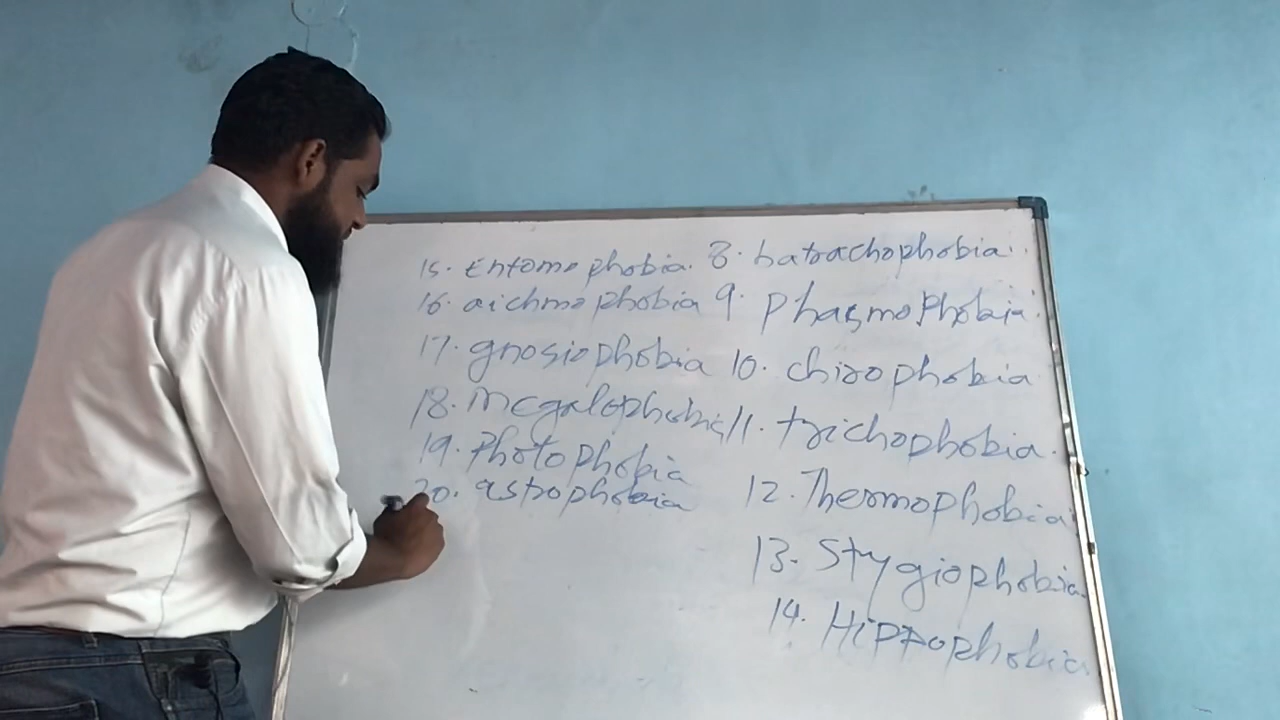 15. Entomophobia.
16. aichmophobia
17. gnosiophobia
18. Megalophobia
19. Photophobia
20. astrophobia
8. batrachophobia
9. Phasmophobia.
10. chirophobia
11. trichophobia.
12. Thermophobia
13. Stygiophobia
14. Hippophobia